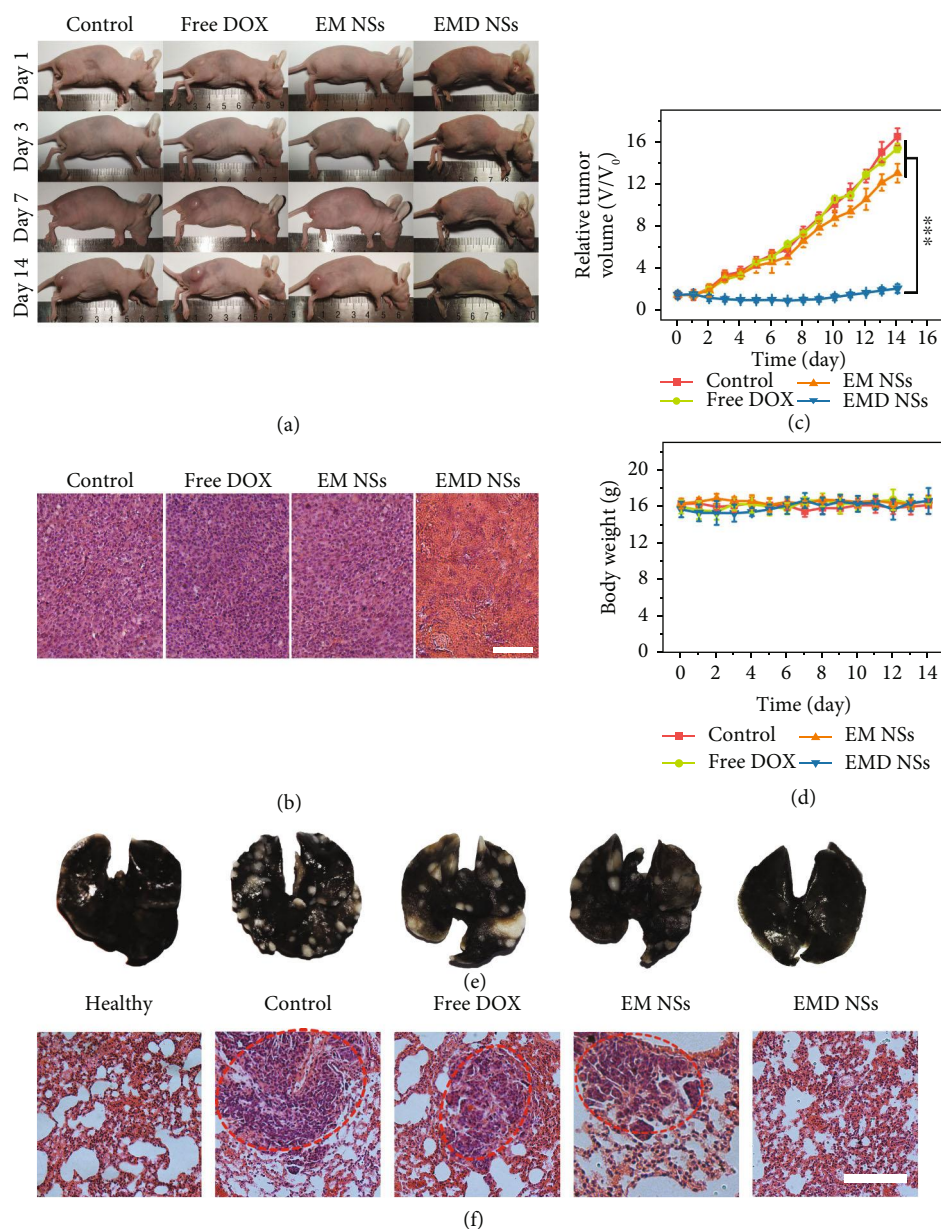 Control Free DOX EM NSs EMD NSs
Day 1
Day 3
Day 7
Day 14
(a)
Relative tumor
volume (V/V₀)
16
12
8
4
0
0 2 4 6 8 10 12 14 16
Time (day)
***
Control EM NSs
Free DOX EMD NSs
(c)
Control Free DOX EM NSs EMD NSs
(b)
Body weight (g)
20
16
12
8
4
0
0 2 4 6 8 10 12 14
Time (day)
Control EM NSs
Free DOX EMD NSs
(d)
(e)
Healthy Control Free DOX EM NSs EMD NSs
(f)